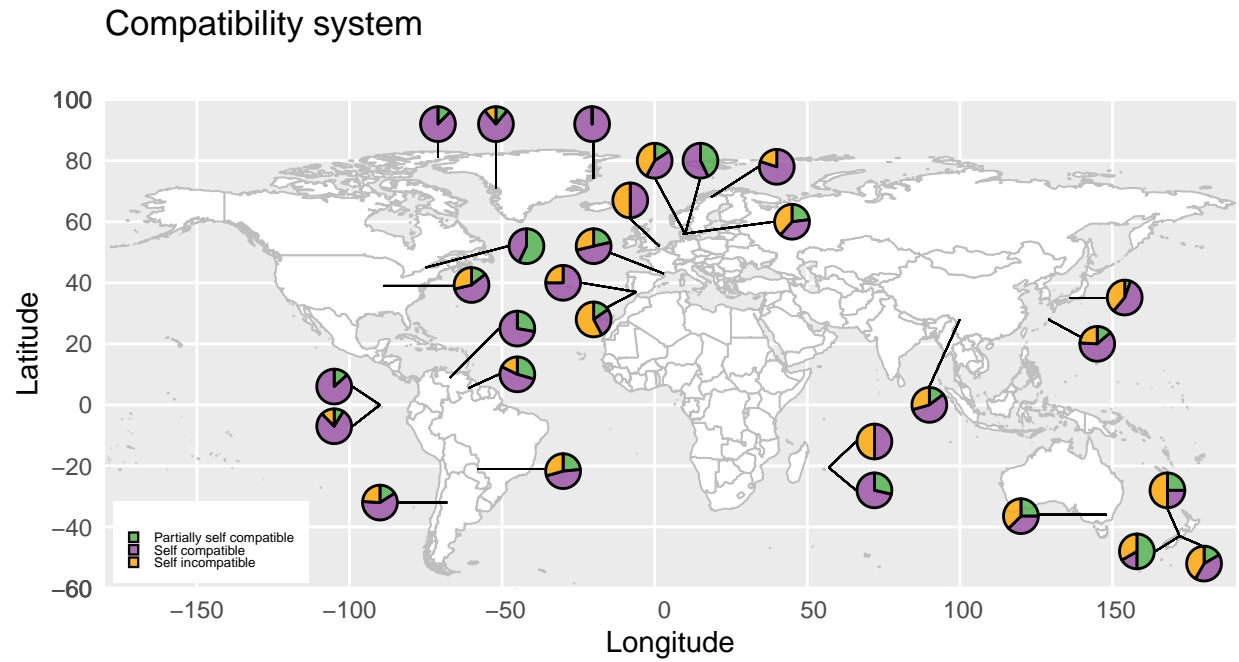 Compatibility system
100
80
60
40
20
0
−20
−40
−60
Latitude
Partially self compatible
Self compatible
Self incompatible
−150
−100
−50
0
50
100
150
Longitude